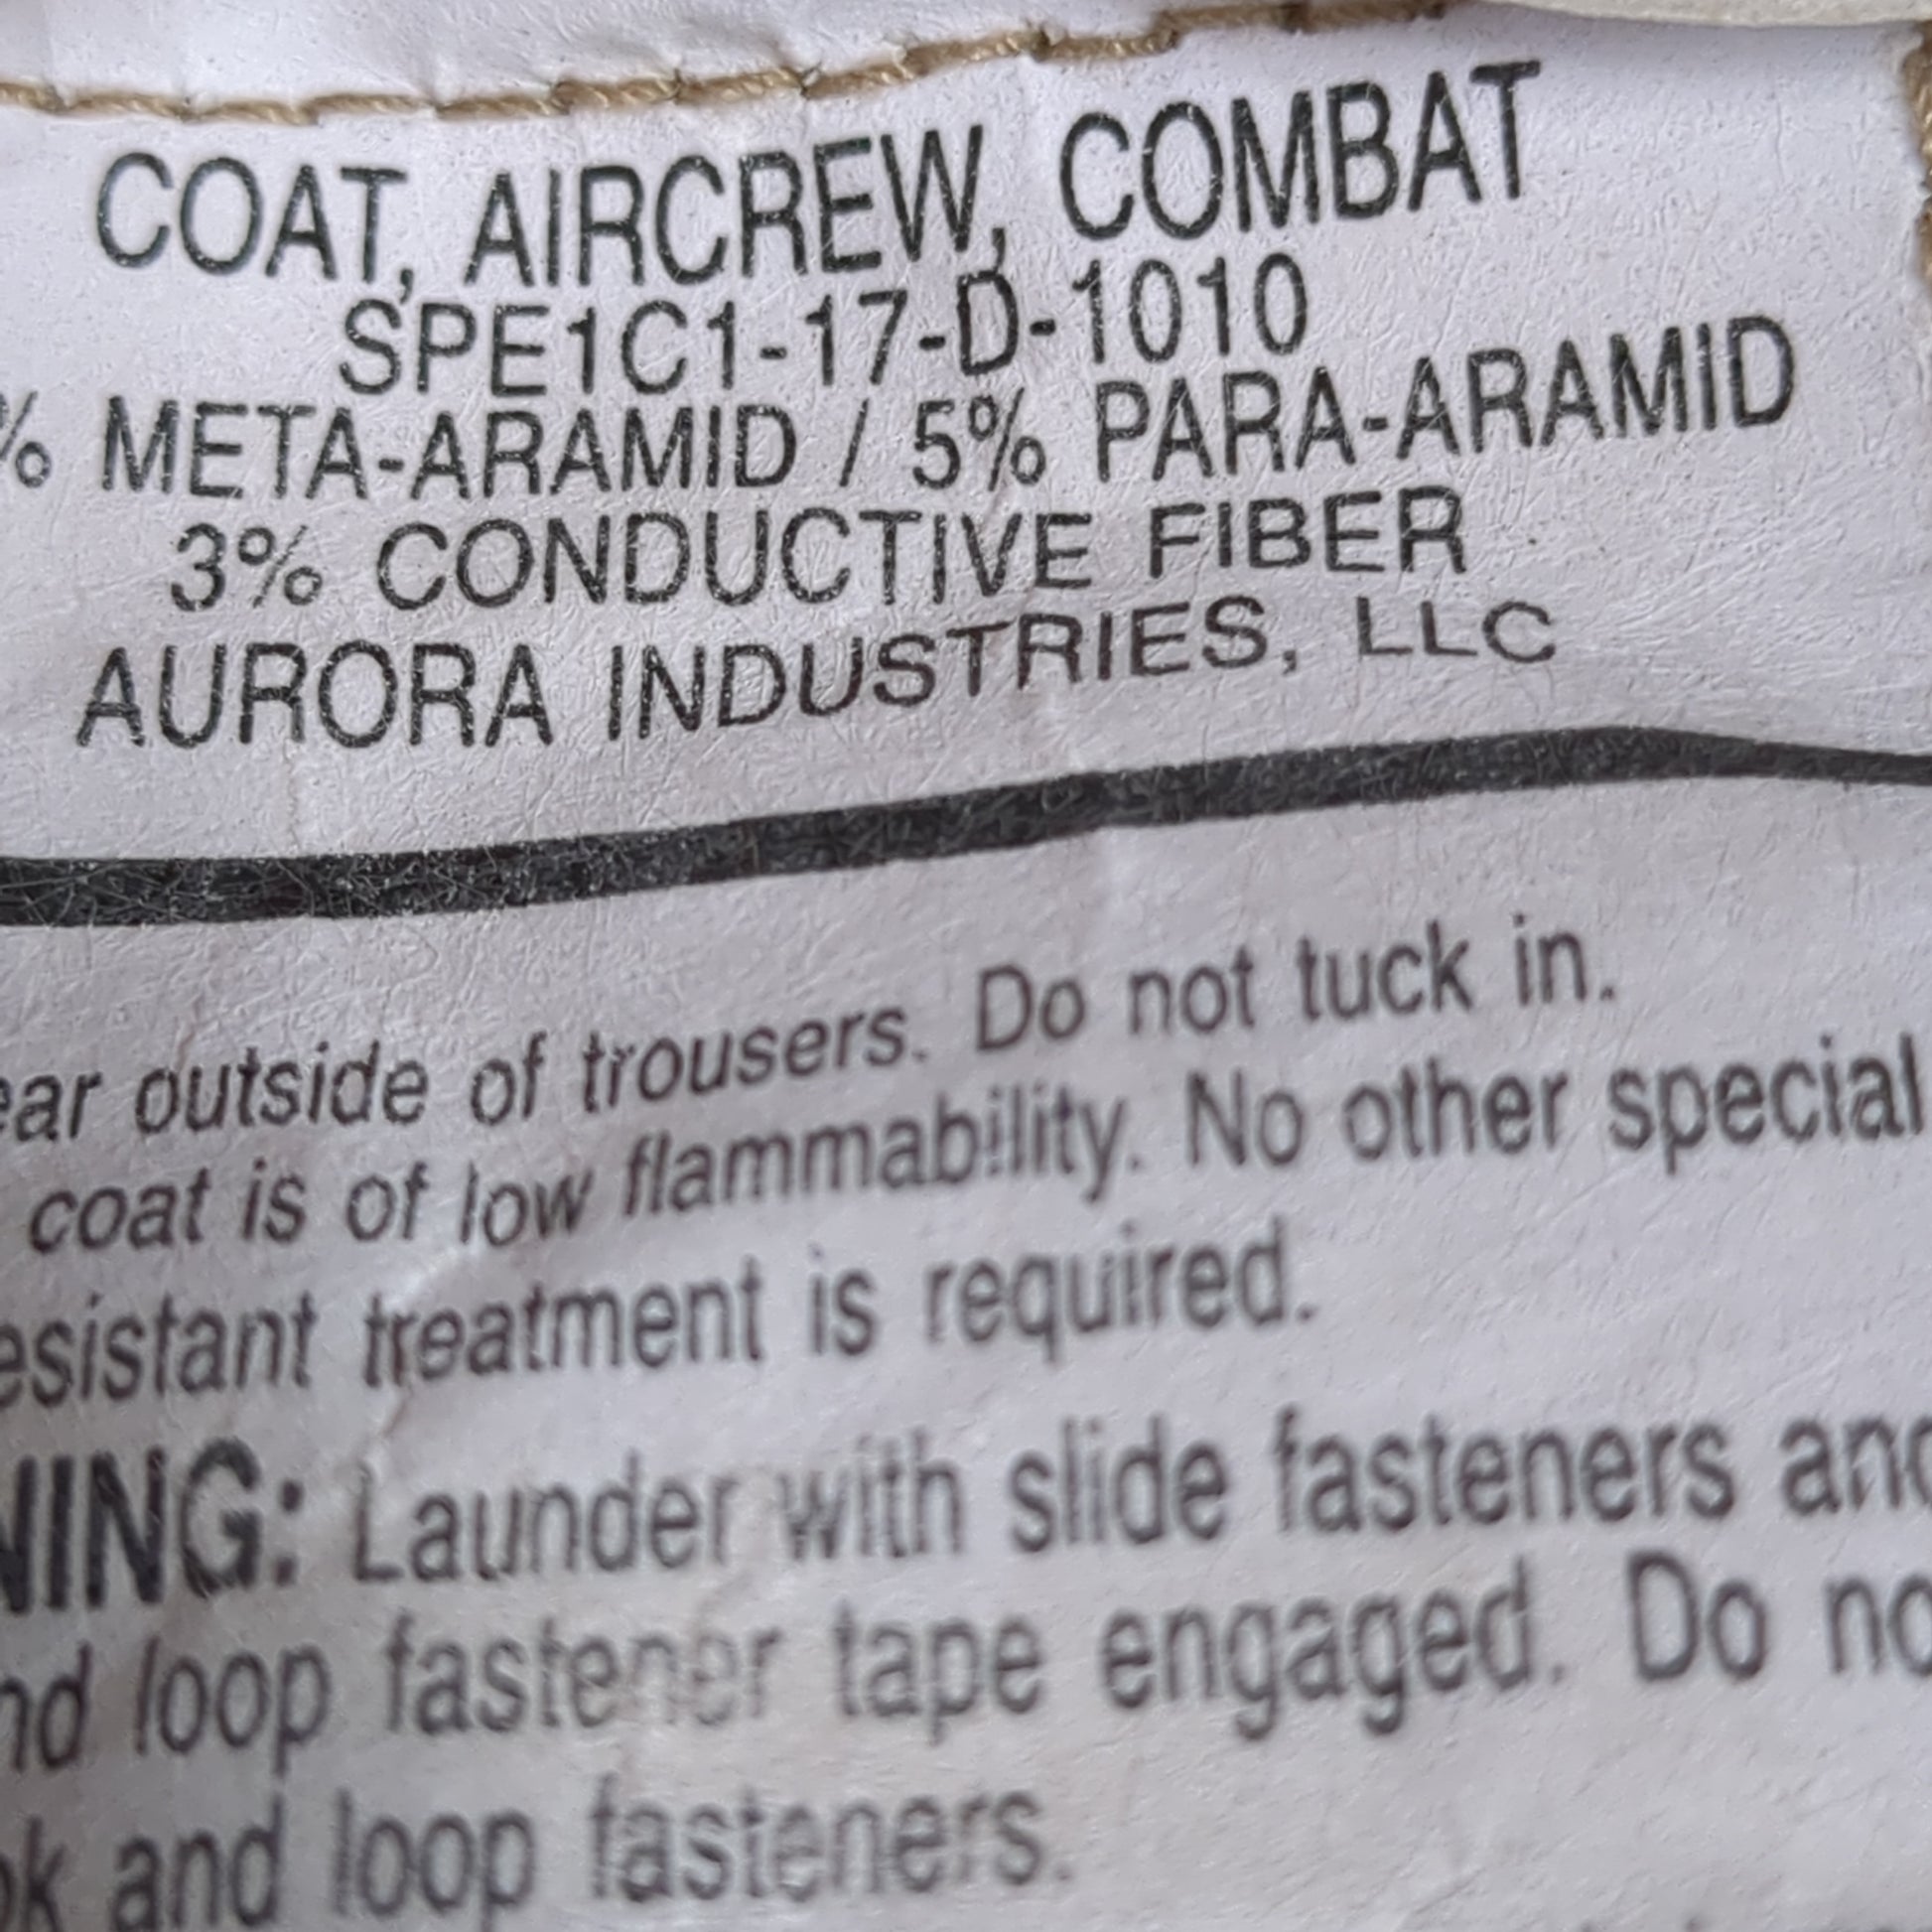 COAT, AIRCREW, COMBAT
SPE1C1-17-D-1010
% META-ARAMID / 5% PARA-ARAMID
3% CONDUCTIVE FIBER
AURORA INDUSTRIES, LLC
ear outside of trousers. Do not tuck in.
coat is of low flammability. No other special
esistant treatment is required.
NING: Launder with slide fasteners and
nd loop fastener tape engaged. Do no
ok and loop fasteners.